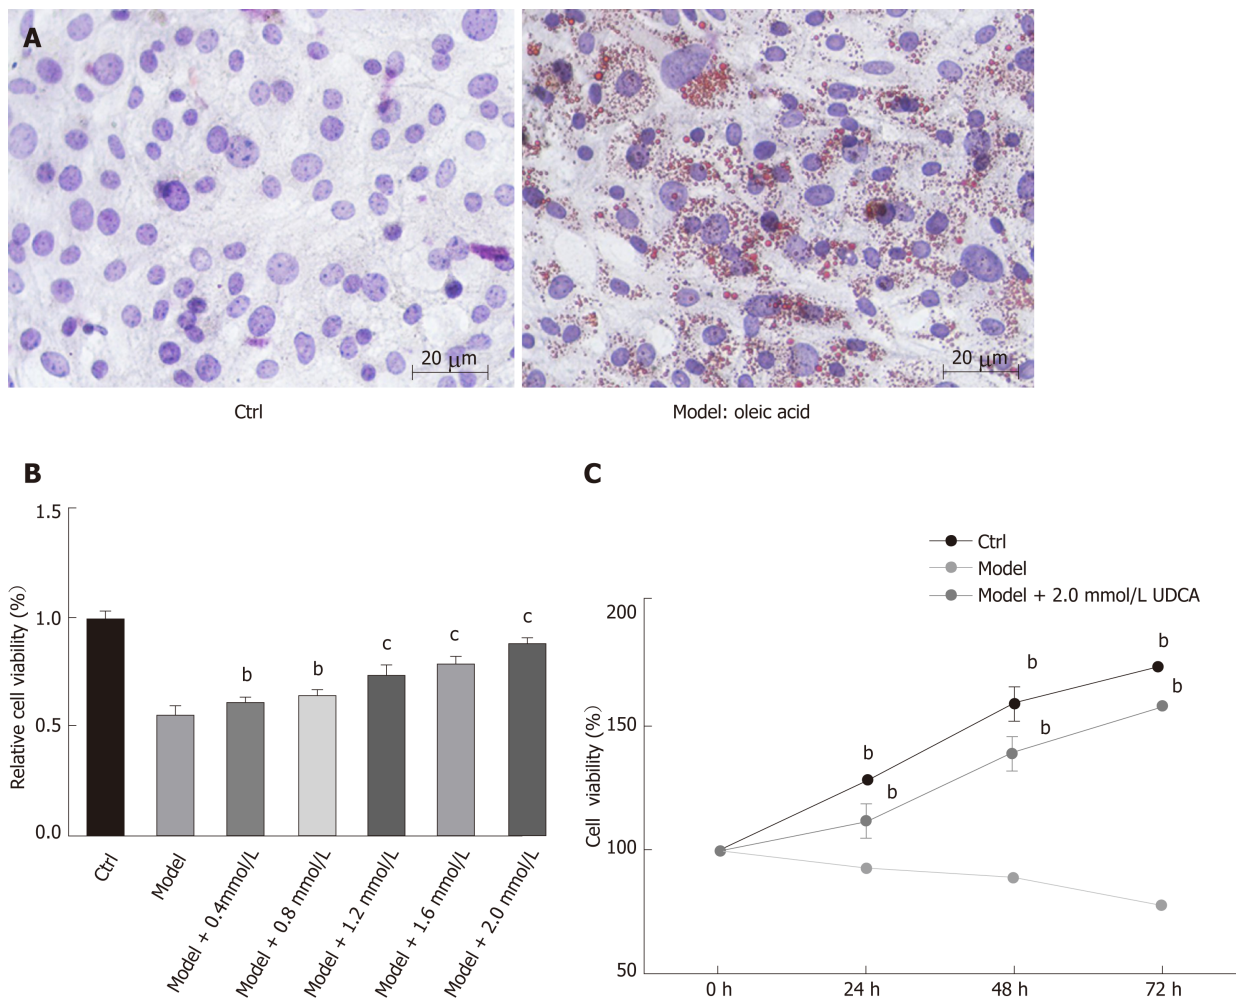 A
20 μm
20 μm
Ctrl
Model: oleic acid
B
Relative cell viability (%)
1.5
1.0
0.5
0.0
b
b
c
c
c
Ctrl
Model
Model + 0.4mmol/L
Model + 0.8 mmol/L
Model + 1.2 mmol/L
Model + 1.6 mmol/L
Model + 2.0 mmol/L
C
Ctrl
Model
Model + 2.0 mmol/L UDCA
Cell viability (%)
200
150
100
50
b
b
b
b
b
b
0 h
24 h
48 h
72 h